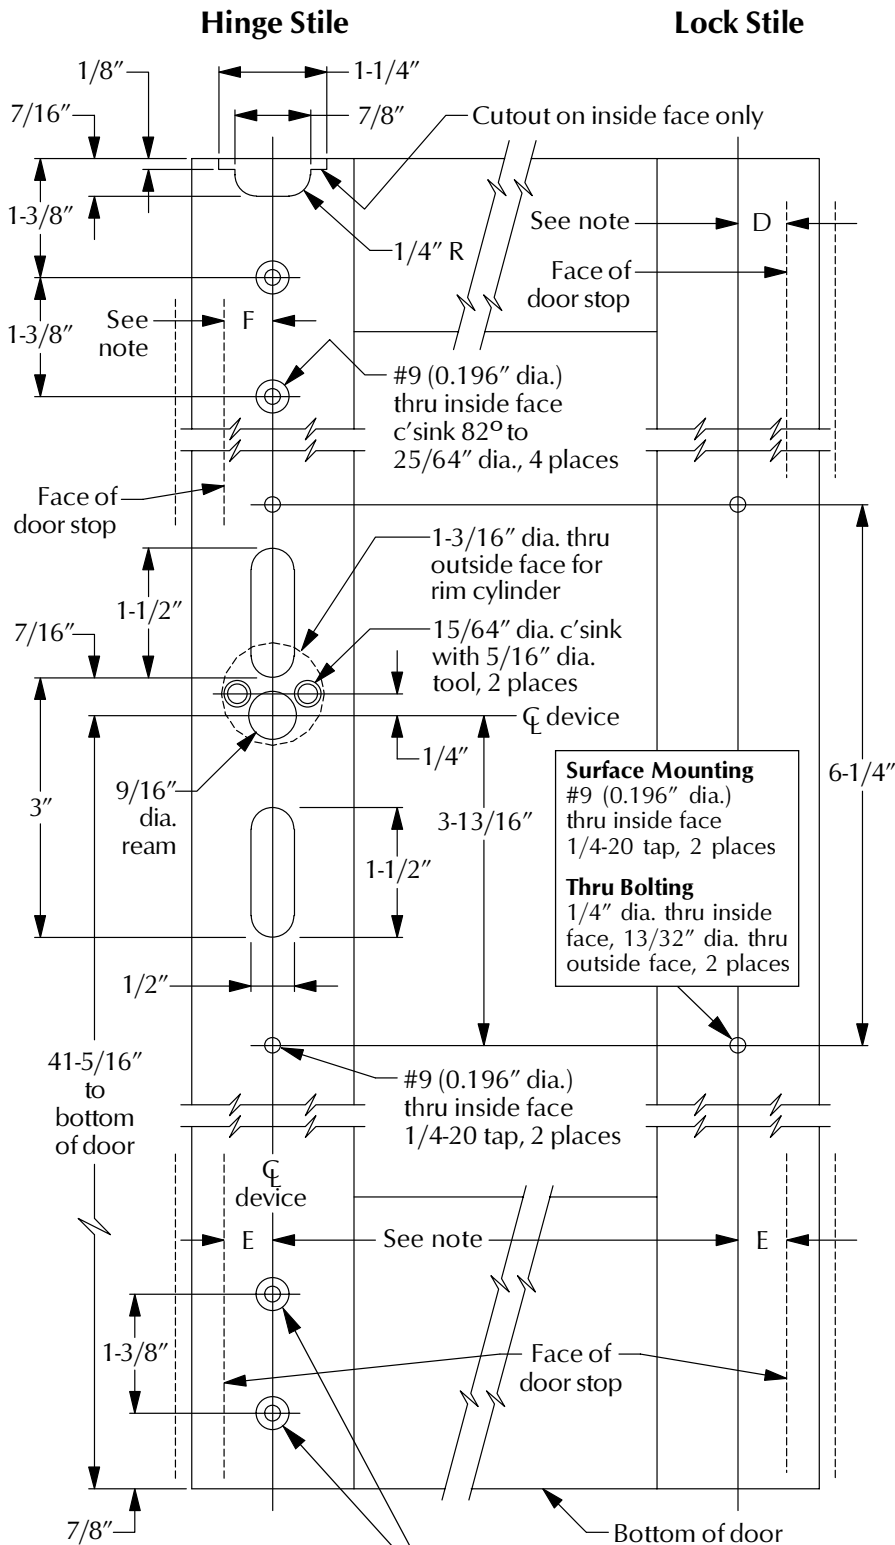 Hinge Stile
Lock Stile
1/8”
1-1/4”
7/16”
7/8”
Cutout on inside face only
1-3/8”
See note
D
1/4” R
Face of
door stop
1-3/8”
See
note
F
#9 (0.196” dia.)
thru inside face
c'sink 82º to
25/64” dia., 4 places
Face of
door stop
1-3/16” dia. thru
outside face for
rim cylinder
1-1/2”
7/16”
15/64” dia. c'sink
with 5/16” dia.
tool, 2 places
℄ device
1/4”
Surface Mounting
#9 (0.196” dia.)
thru inside face
1/4-20 tap, 2 places
Thru Bolting
1/4” dia. thru inside
face, 13/32” dia. thru
outside face, 2 places
6-1/4”
3”
9/16”
dia.
ream
3-13/16”
1-1/2”
1/2”
41-5/16”
to
bottom
of door
#9 (0.196” dia.)
thru inside face
1/4-20 tap, 2 places
℄
device
E
See note
E
1-3/8”
Face of
door stop
7/8”
Bottom of door